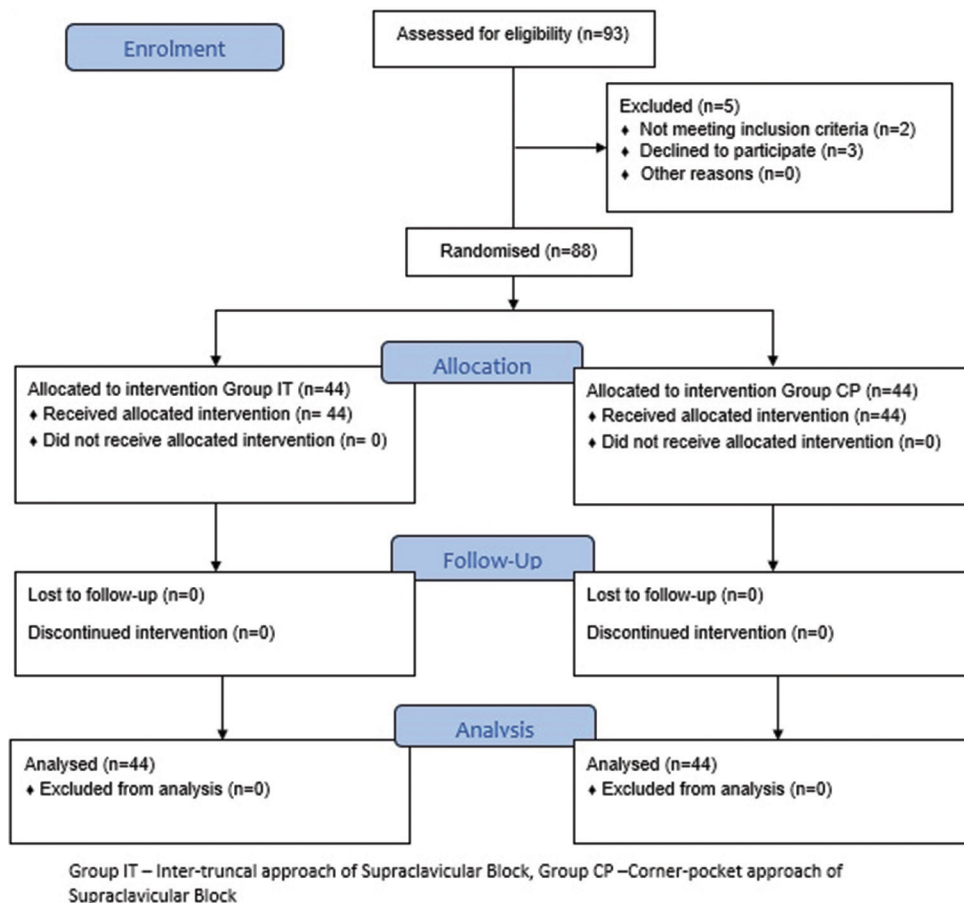 Enrolment
Assessed for eligibility (n=93)
Excluded (n=5)
♦ Not meeting inclusion criteria (n=2)
♦ Declined to participate (n=3)
♦ Other reasons (n=0)
Randomised (n=88)
Allocation
Allocated to intervention Group IT (n=44)
♦ Received allocated intervention (n= 44)
♦ Did not receive allocated intervention (n= 0)
Allocated to intervention Group CP (n=44)
♦ Received allocated intervention (n=44)
♦ Did not receive allocated intervention (n=0)
Follow-Up
Lost to follow-up (n=0)
Discontinued intervention (n=0)
Lost to follow-up (n=0)
Discontinued intervention (n=0)
Analysis
Analysed (n=44)
♦ Excluded from analysis (n=0)
Analysed (n=44)
♦ Excluded from analysis (n=0)
Group IT – Inter-truncal approach of Supraclavicular Block, Group CP –Corner-pocket approach of
Supraclavicular Block